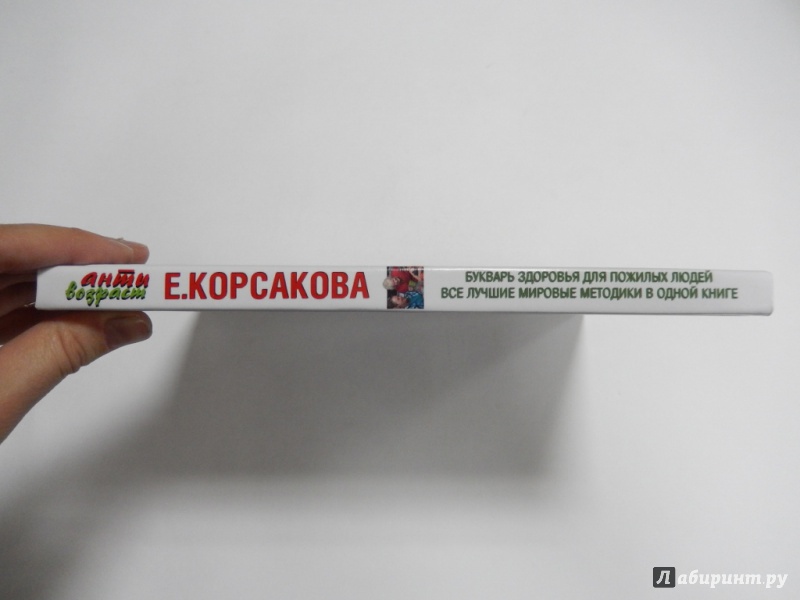 анти
возраст
Е.КОРСАКОВА
БУКВАРЬ ЗДОРОВЬЯ ДЛЯ ПОЖИЛЫХ ЛЮДЕЙ
ВСЕ ЛУЧШИЕ МИРОВЫЕ МЕТОДИКИ В ОДНОЙ КНИГЕ
Лабиринт.ру